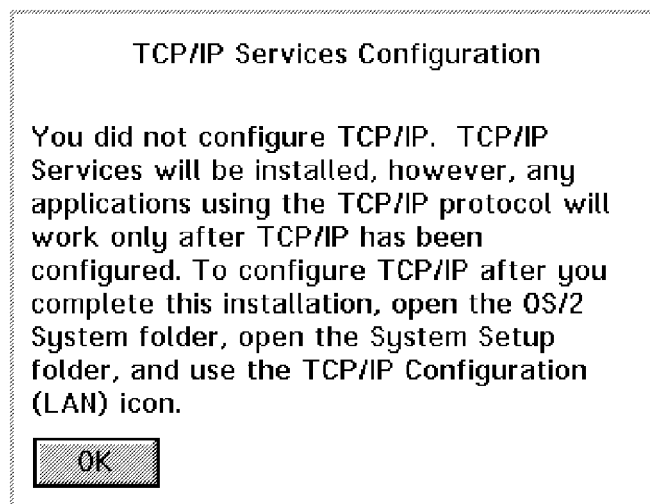 TCP/IP Services Configuration
You did not configure TCP/IP.  TCP/IP
Services will be installed, however, any
applications using the TCP/IP protocol will
work only after TCP/IP has been
configured. To configure TCP/IP after you
complete this installation, open the OS/2
System folder, open the System Setup
folder, and use the TCP/IP Configuration
(LAN) icon.
OK